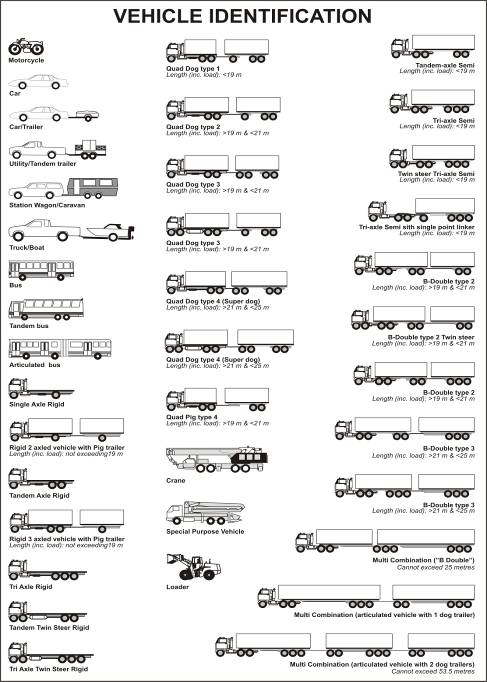 VEHICLE IDENTIFICATION
Motorcycle
Car
Car/Trailer
Utility/Tandem trailer
Station Wagon/Caravan
Truck/Boat
Bus
Tandem bus
Articulated bus
Single Axle Rigid
Rigid 2 axled vehicle with Pig trailer
Length (inc. load): not exceeding19 m
Tandem Axle Rigid
Rigid 3 axled vehicle with Pig trailer
Length (inc. load): not exceeding19 m
Tri Axle Rigid
Tandem Twin Steer Rigid
Tri Axle Twin Steer Rigid
Quad Dog type 1
Length (inc. load): <19 m
Quad Dog type 2
Length (inc. load): >19 m & <21 m
Quad Dog type 3
Length (inc. load): >19 m & <21 m
Quad Dog type 3
Length (inc. load): >19 m & <21 m
Quad Dog type 4 (Super dog)
Length (inc. load): >21 m & <25 m
Quad Dog type 4 (Super dog)
Length (inc. load): >21 m & <25 m
Quad Pig type 4
Length (inc. load): >19 m & <21 m
Crane
Special Purpose Vehicle
Loader
Tandem-axle Semi
Length (inc. load): <19 m
Tri-axle Semi
Length (inc. load): <19 m
Twin steer Tri-axle Semi
Length (inc. load): <19 m
Tri-axle Semi sith single point linker
Length (inc. load): <19 m
B-Double type 2
Length (inc. load): >19 m & <21 m
B-Double type 2 Twin steer
Length (inc. load): >19 m & <21 m
B-Double type 2
Length (inc. load): >19 m & <21 m
B-Double type 3
Length (inc. load): >21 m & <25 m
B-Double type 3
Length (inc. load): >21 m & <25 m
Multi Combination ("B Double")
Cannot exceed 25 metres
Multi Combination (articulated vehicle with 1 dog trailer)
Multi Combination (articulated vehicle with 2 dog trailers)
Cannot exceed 53.5 metres